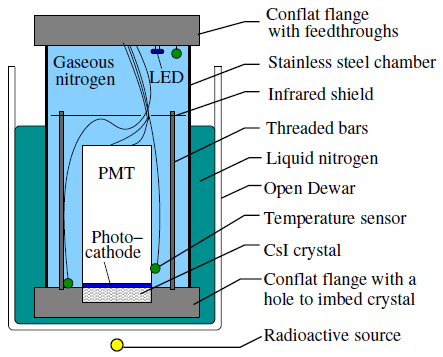 Conflat flange
with feedthroughs
Gaseous
nitrogen
LED
Stainless steel chamber
Infrared shield
Threaded bars
PMT
Liquid nitrogen
Open Dewar
Temperature sensor
Photo−
cathode
CsI crystal
Conflat flange with a
hole to imbed crystal
Radioactive source